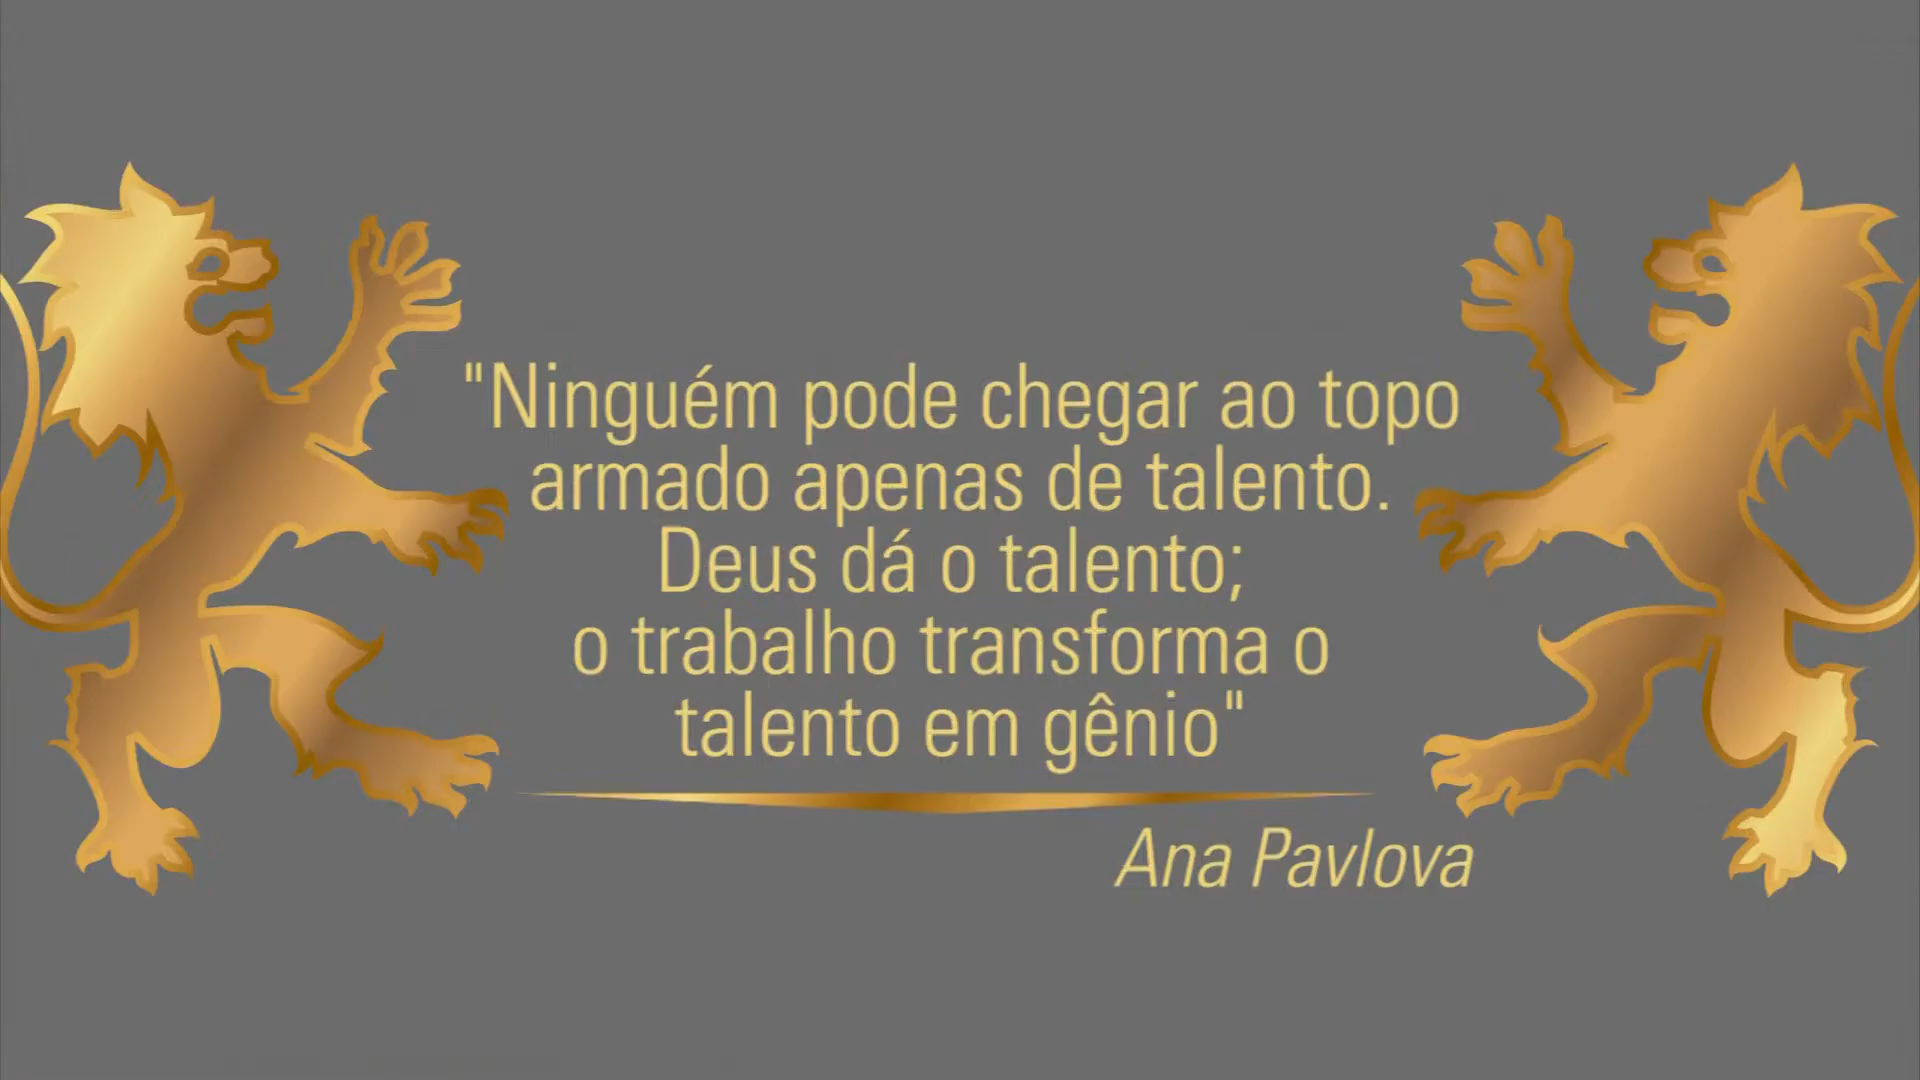 "Ninguém pode chegar ao topo
armado apenas de talento.
Deus dá o talento;
o trabalho transforma o
talento em gênio"
Ana Pavlova